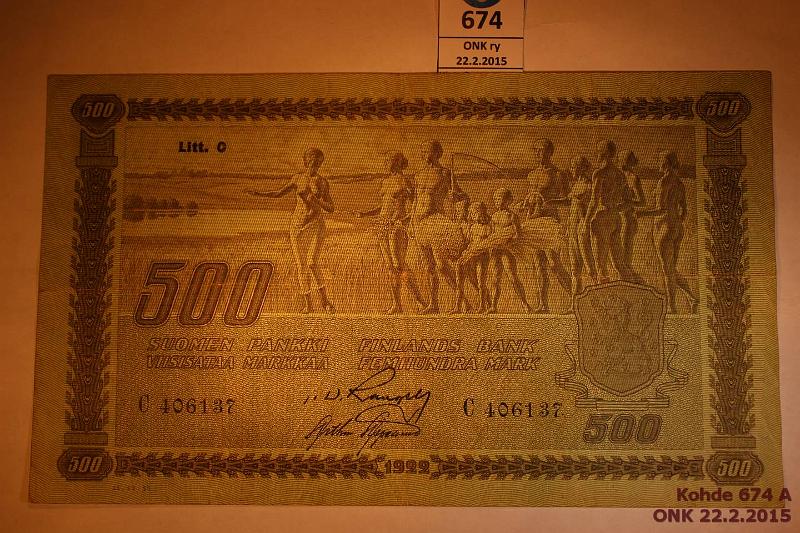 674
ONK ry
22.2.2015
500 500
Litt. C
500
SUOMEN PANKKI FINLANDS BANK
VIISISATAA MARKKAA FEMHUNDRA MARK
C 406137 C 406137
500
500 1922 500
Kohde 674 A
ONK 22.2.2015